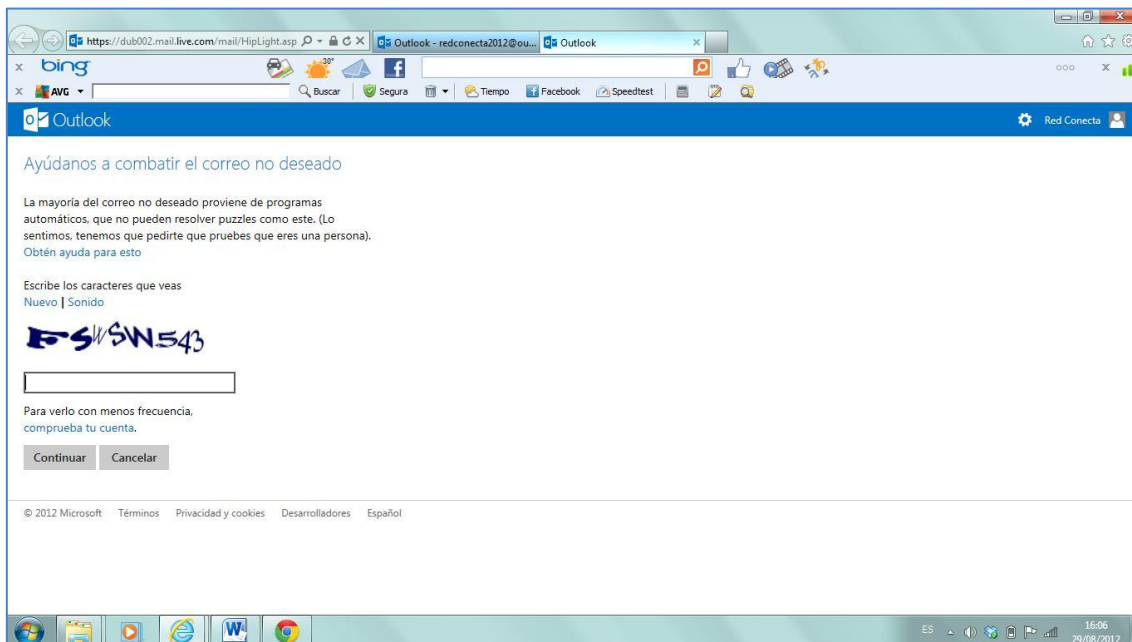 https://dub002.mail.live.com/mail/HipLight.asp
Outlook - redconecta2012@ou...
Outlook
bing
30°
AVG
Buscar
Segura
Tiempo
Facebook
Speedtest
Outlook
Red Conecta
Ayúdanos a combatir el correo no deseado
La mayoría del correo no deseado proviene de programas
automáticos, que no pueden resolver puzzles como este. (Lo
sentimos, tenemos que pedirte que pruebes que eres una persona).
Obtén ayuda para esto
Escribe los caracteres que veas
Nuevo | Sonido
Para verlo con menos frecuencia,
comprueba tu cuenta.
Continuar
Cancelar
© 2012 Microsoft
Términos
Privacidad y cookies
Desarrolladores
Español
ES
16:06
29/08/2012